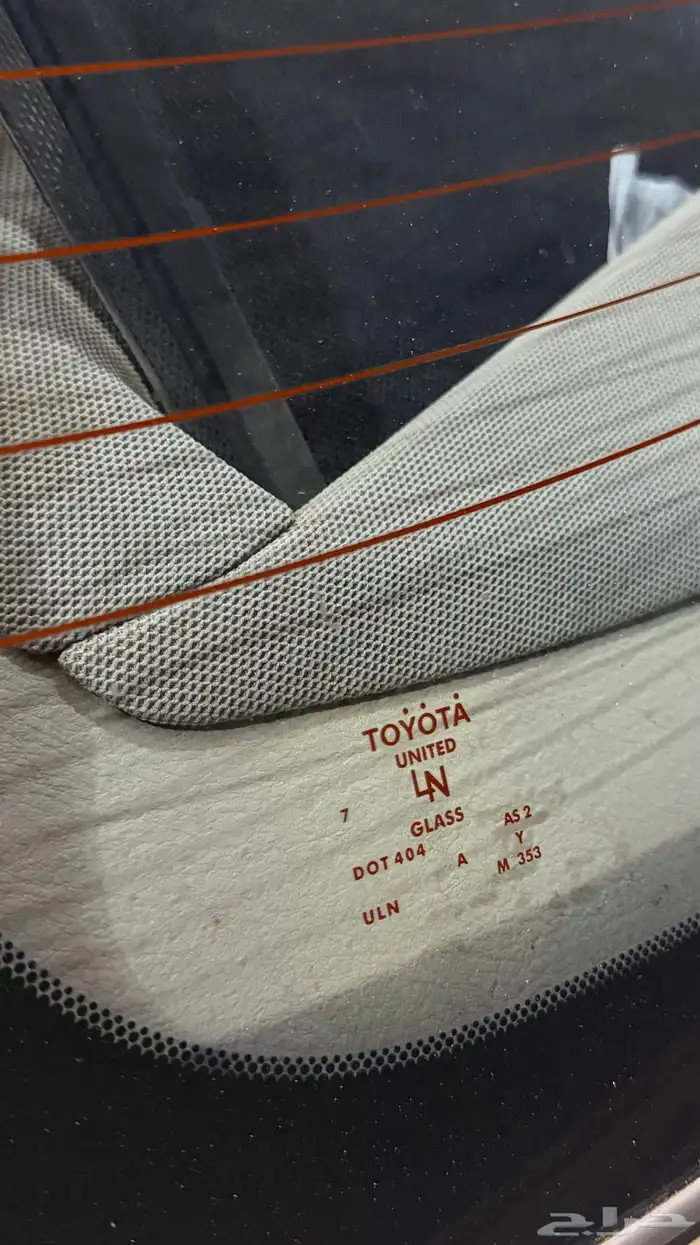 TOYOTA
UNITED
LN
7
GLASS
AS 2
DOT 404
A
Y
M 353
ULN
حراج